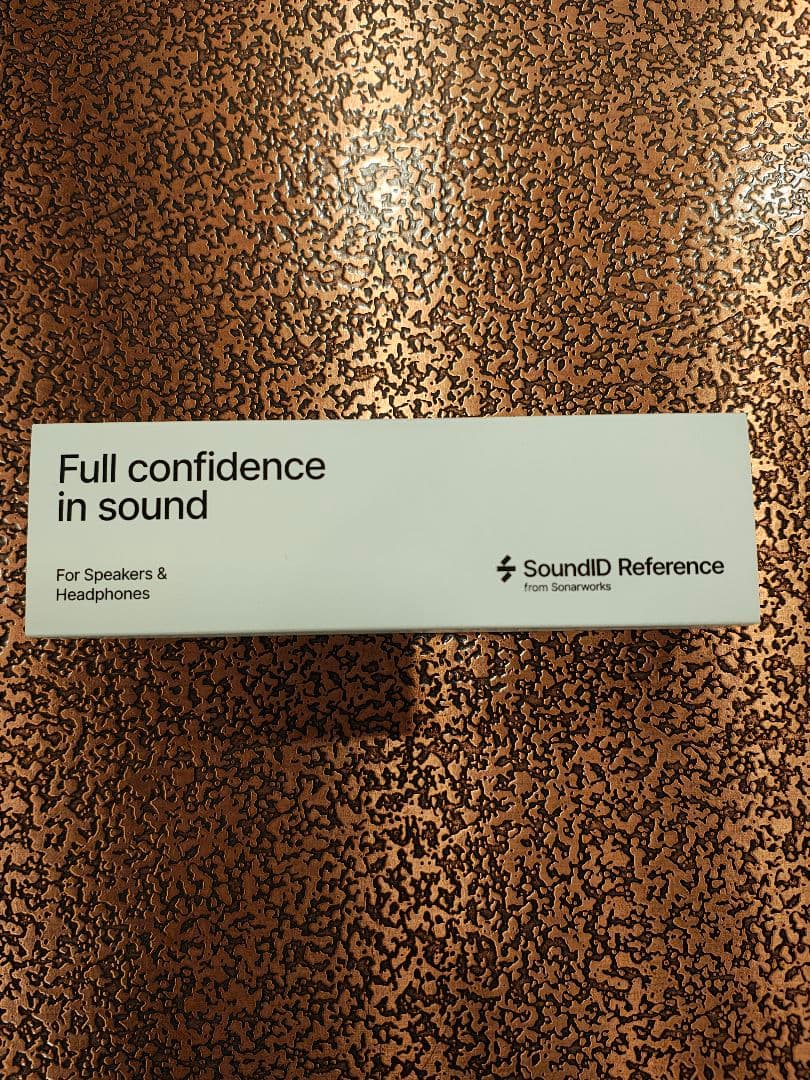 Full confidence
in sound
For Speakers &
Headphones
SoundID Reference
from Sonarworks